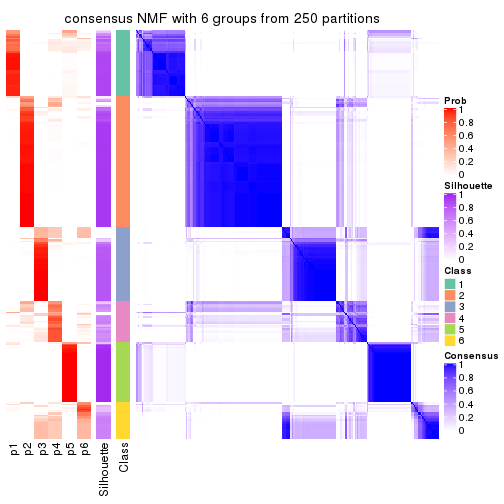 consensus NMF with 6 groups from 250 partitions
Prob
1
0.8
0.6
0.4
0.2
0
Silhouette
1
0.8
0.6
0.4
0.2
0
Class
1
2
3
4
5
6
Consensus
1
0.8
0.6
0.4
0.2
0
p1
p2
p3
p4
p5
p6
Silhouette
Class